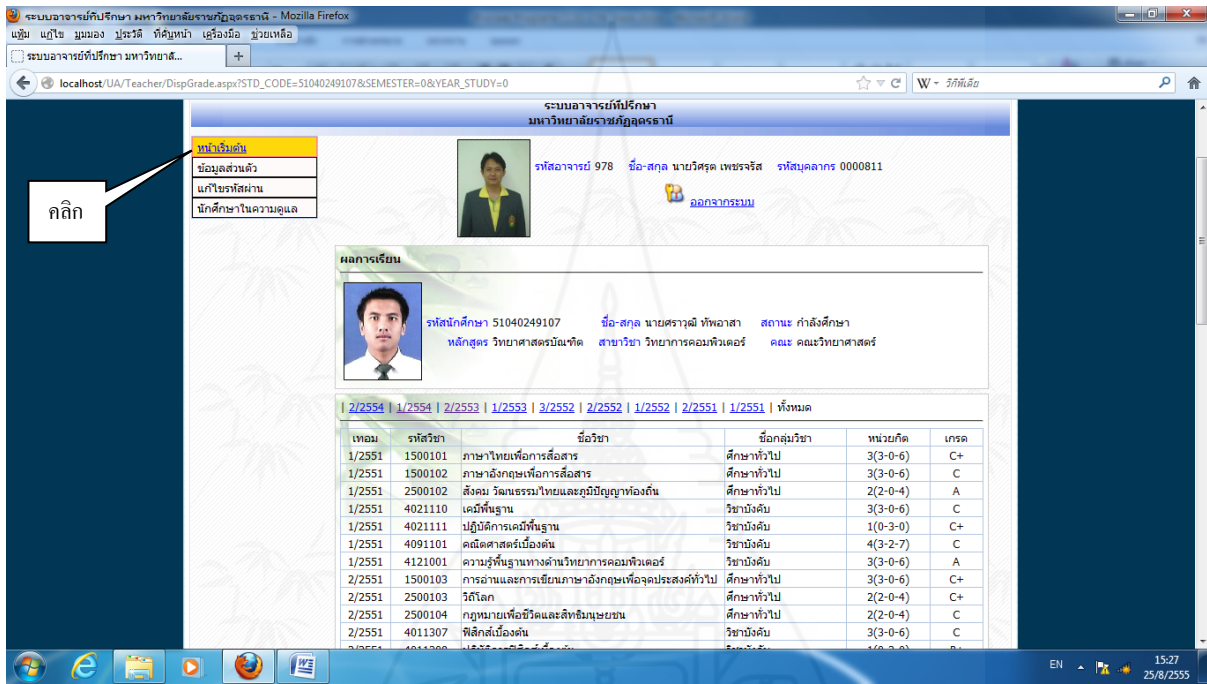 ระบบอาจารย์ที่ปรึกษา มหาวิทยาลัยราชภัฏอุดรธานี - Mozilla Firefox
แฟ้ม แก้ไข มุมมอง ประวัติ ที่คั่นหน้า เครื่องมือ ช่วยเหลือ
ระบบอาจารย์ที่ปรึกษา มหาวิทยาลั...
localhost/UA/Teacher/DispGrade.aspx?STD_CODE=51040249107&SEMESTER=0&YEAR_STUDY=0
W - วิกิพีเดีย
ระบบอาจารย์ที่ปรึกษา
มหาวิทยาลัยราชภัฏอุดรธานี
หน้าเริ่มต้น
ข้อมูลส่วนตัว
แก้ไขรหัสผ่าน
นักศึกษาในความดูแล
คลิก
รหัสอาจารย์ 978 ชื่อ-สกุล นายวิศรุต เพชรจรัส รหัสบุคลากร 0000811
ออกจากระบบ
ผลการเรียน
รหัสนักศึกษา 51040249107 ชื่อ-สกุล นายศราวุฒิ ทัพอาสา สถานะ กำลังศึกษา
หลักสูตร วิทยาศาสตรบัณฑิต สาขาวิชา วิทยาการคอมพิวเตอร์ คณะ คณะวิทยาศาสตร์
| 2/2554 | 1/2554 | 2/2553 | 1/2553 | 3/2552 | 2/2552 | 1/2552 | 2/2551 | 1/2551 | ทั้งหมด
เทอม รหัสวิชา ชื่อวิชา ชื่อกลุ่มวิชา หน่วยกิต เกรด
1/2551 1500101 ภาษาไทยเพื่อการสื่อสาร ศึกษาทั่วไป 3(3-0-6) C+
1/2551 1500102 ภาษาอังกฤษเพื่อการสื่อสาร ศึกษาทั่วไป 3(3-0-6) C
1/2551 2500102 สังคม วัฒนธรรมไทยและภูมิปัญญาท้องถิ่น ศึกษาทั่วไป 2(2-0-4) A
1/2551 4021110 เคมีพื้นฐาน วิชาบังคับ 3(3-0-6) C
1/2551 4021111 ปฏิบัติการเคมีพื้นฐาน วิชาบังคับ 1(0-3-0) C+
1/2551 4091101 คณิตศาสตร์เบื้องต้น วิชาบังคับ 4(3-2-7) C
1/2551 4121001 ความรู้พื้นฐานทางด้านวิทยาการคอมพิวเตอร์ วิชาบังคับ 3(3-0-6) A
2/2551 1500103 การอ่านและการเขียนภาษาอังกฤษเพื่อจุดประสงค์ทั่วไป ศึกษาทั่วไป 3(3-0-6) C+
2/2551 2500103 วิถีโลก ศึกษาทั่วไป 2(2-0-4) C+
2/2551 2500104 กฎหมายเพื่อชีวิตและสิทธิมนุษยชน ศึกษาทั่วไป 2(2-0-4) C
2/2551 4011307 ฟิสิกส์เบื้องต้น วิชาบังคับ 3(3-0-6) C
EN
15:27
25/8/2555